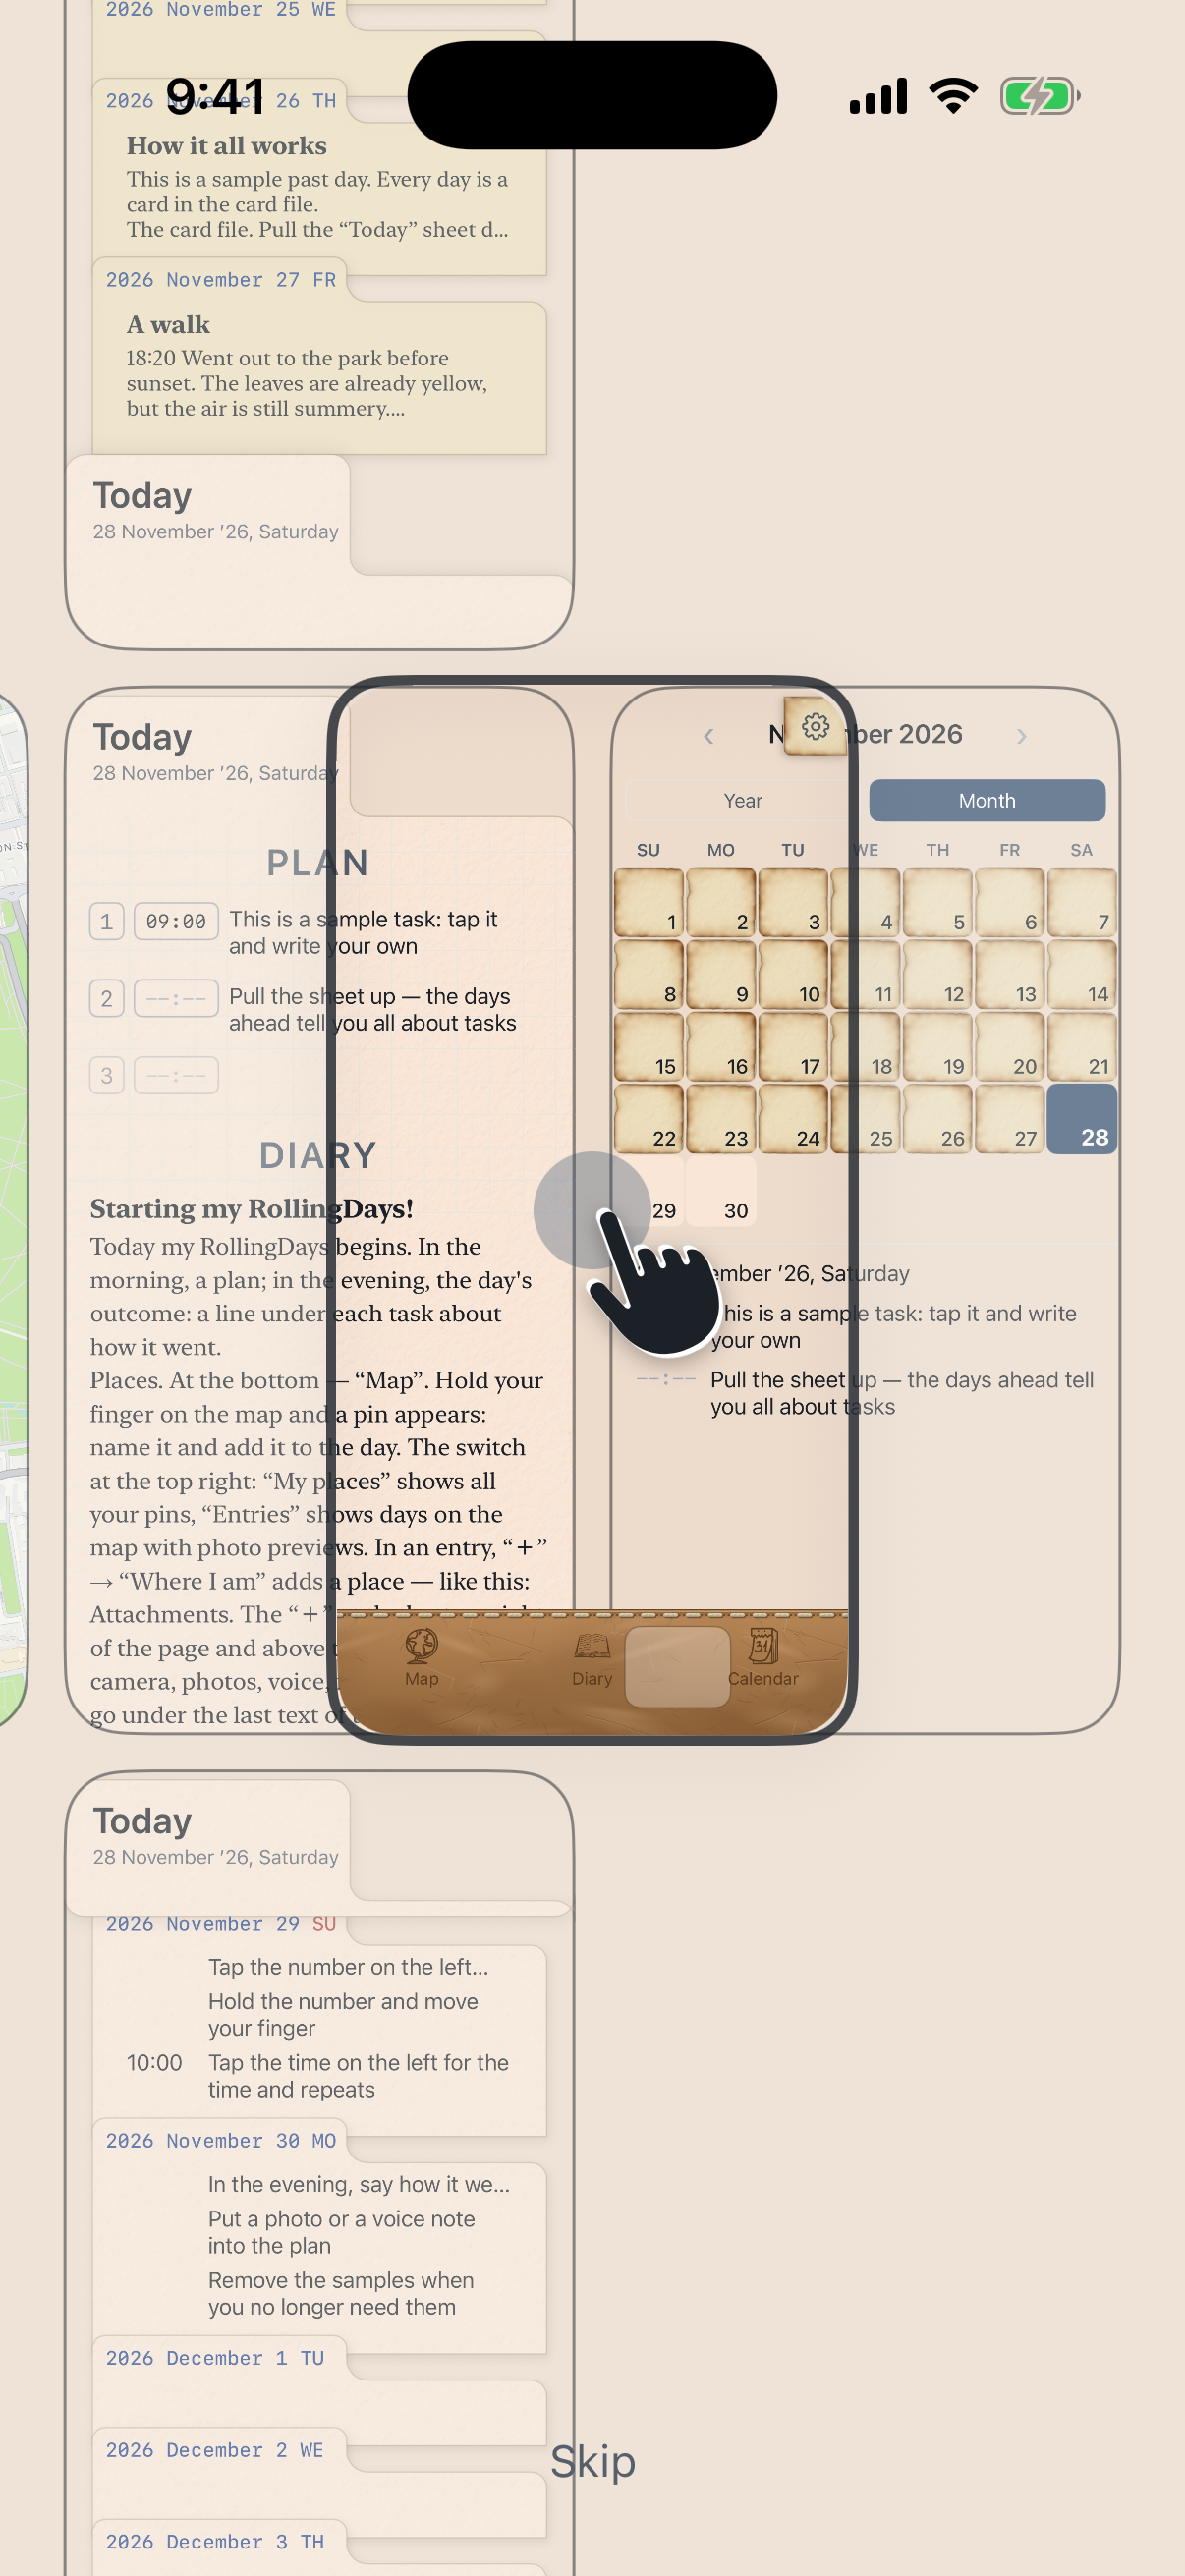 2026 November 25 WE
9:41
2026 November 26 TH
How it all works
This is a sample past day. Every day is a
card in the card file.
The card file. Pull the “Today” sheet d...
2026 November 27 FR
A walk
18:20 Went out to the park before
sunset. The leaves are already yellow,
but the air is still summery....
Today
28 November ’26, Saturday
Today
28 November ’26, Saturday
PLAN
1 09:00 This is a sample task: tap it
and write your own
2 --:-- Pull the sheet up — the days
ahead tell you all about tasks
3 --:--
DIARY
Starting my RollingDays!
Today my RollingDays begins. In the
morning, a plan; in the evening, the day's
outcome: a line under each task about
how it went.
Places. At the bottom — “Map”. Hold your
finger on the map and a pin appears:
name it and add it to the day. The switch
at the top right: “My places” shows all
your pins, “Entries” shows days on the
map with photo previews. In an entry, “+”
→ “Where I am” adds a place — like this:
Attachments. The “+”
of the page and above
camera, photos, voice,
go under the last text of
‹ ber 2026 ›
Year Month
SU MO TU WE TH FR SA
1 2 3 4 5 6 7
8 9 10 11 12 13 14
15 16 17 18 19 20 21
22 23 24 25 26 27 28
29 30
ember ’26, Saturday
his is a sample task: tap it and write
your own
--:-- Pull the sheet up — the days ahead tell
you all about tasks
Map Diary 31 Calendar
Today
28 November ’26, Saturday
2026 November 29 SU
Tap the number on the left...
Hold the number and move
your finger
10:00 Tap the time on the left for the
time and repeats
2026 November 30 MO
In the evening, say how it we...
Put a photo or a voice note
into the plan
Remove the samples when
you no longer need them
2026 December 1 TU
2026 December 2 WE
Skip
2026 December 3 TH